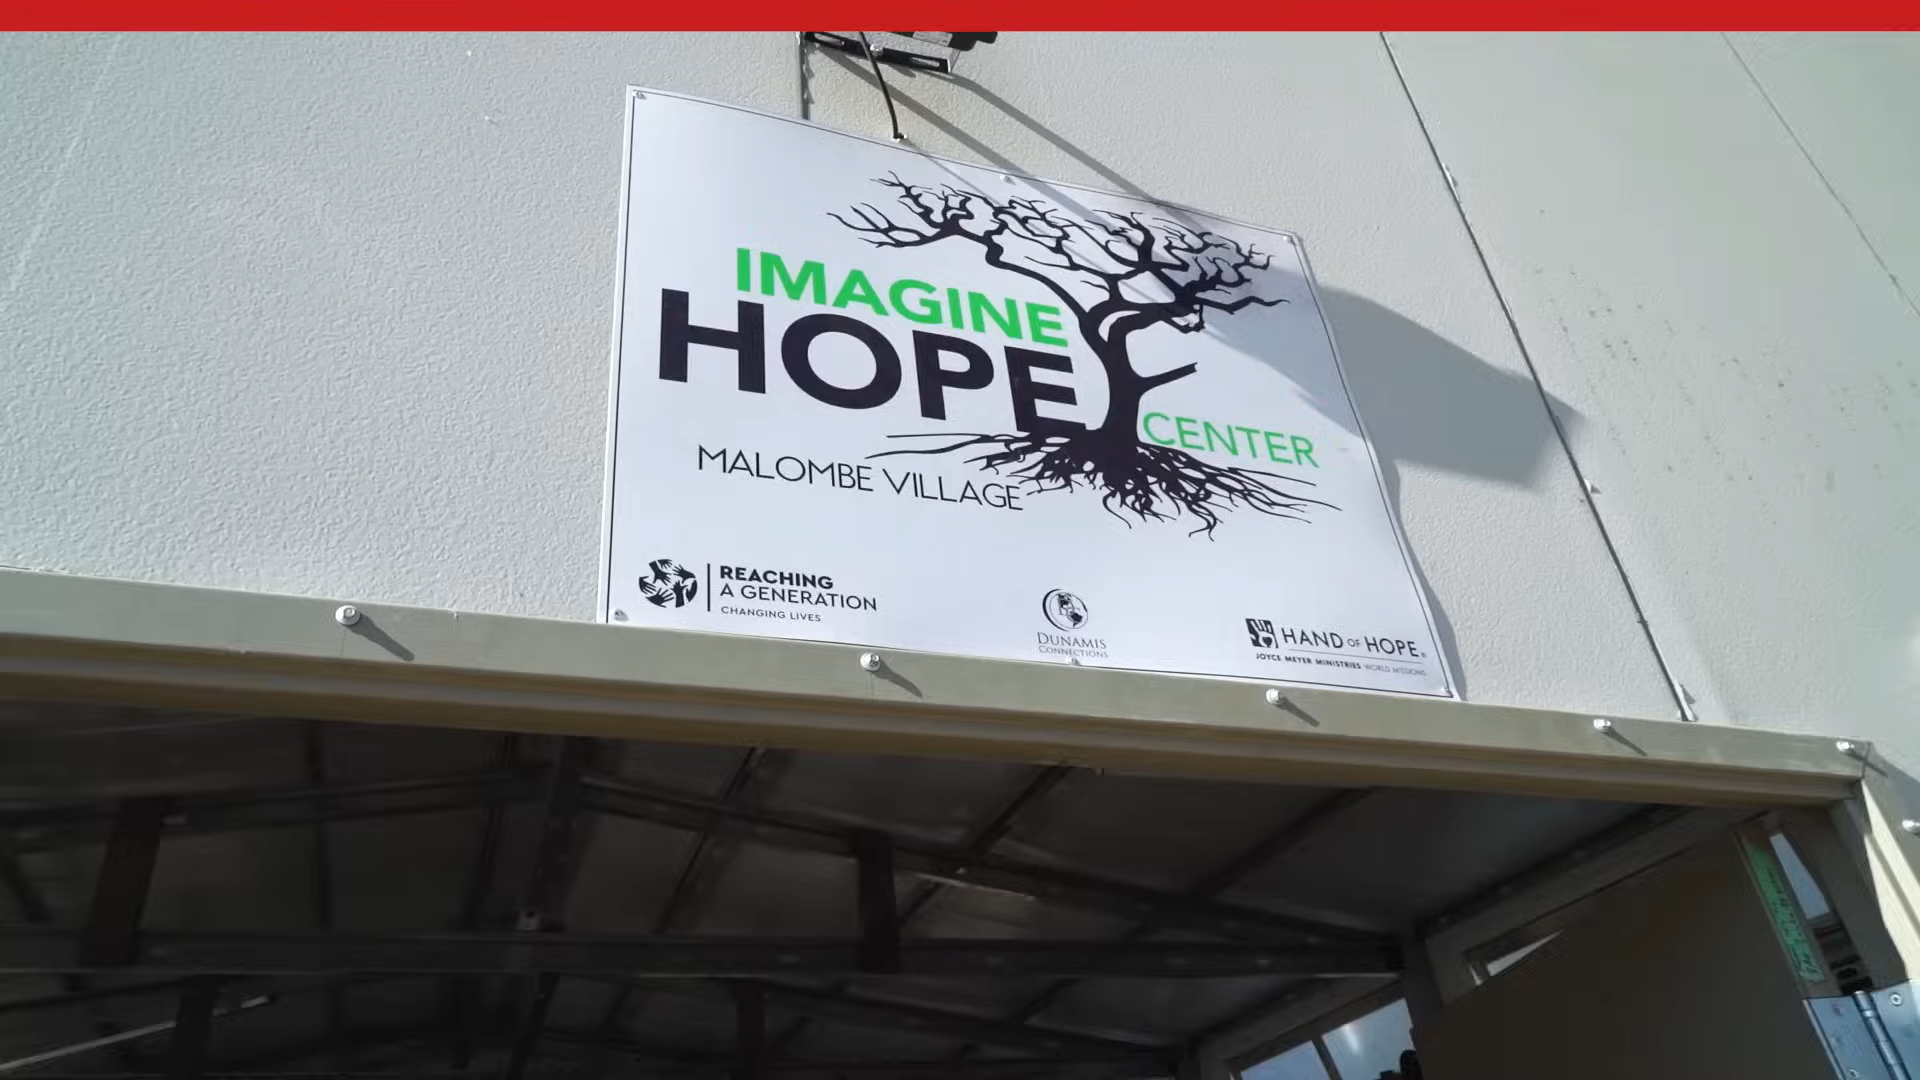 IMAGINE
HOPE
CENTER
MALOMBE VILLAGE
REACHING
A GENERATION
CHANGING LIVES
DUNAMIS
CONNECTIONS
HAND OF HOPE®
JOYCE MEYER MINISTRIES WORLD MISSIONS